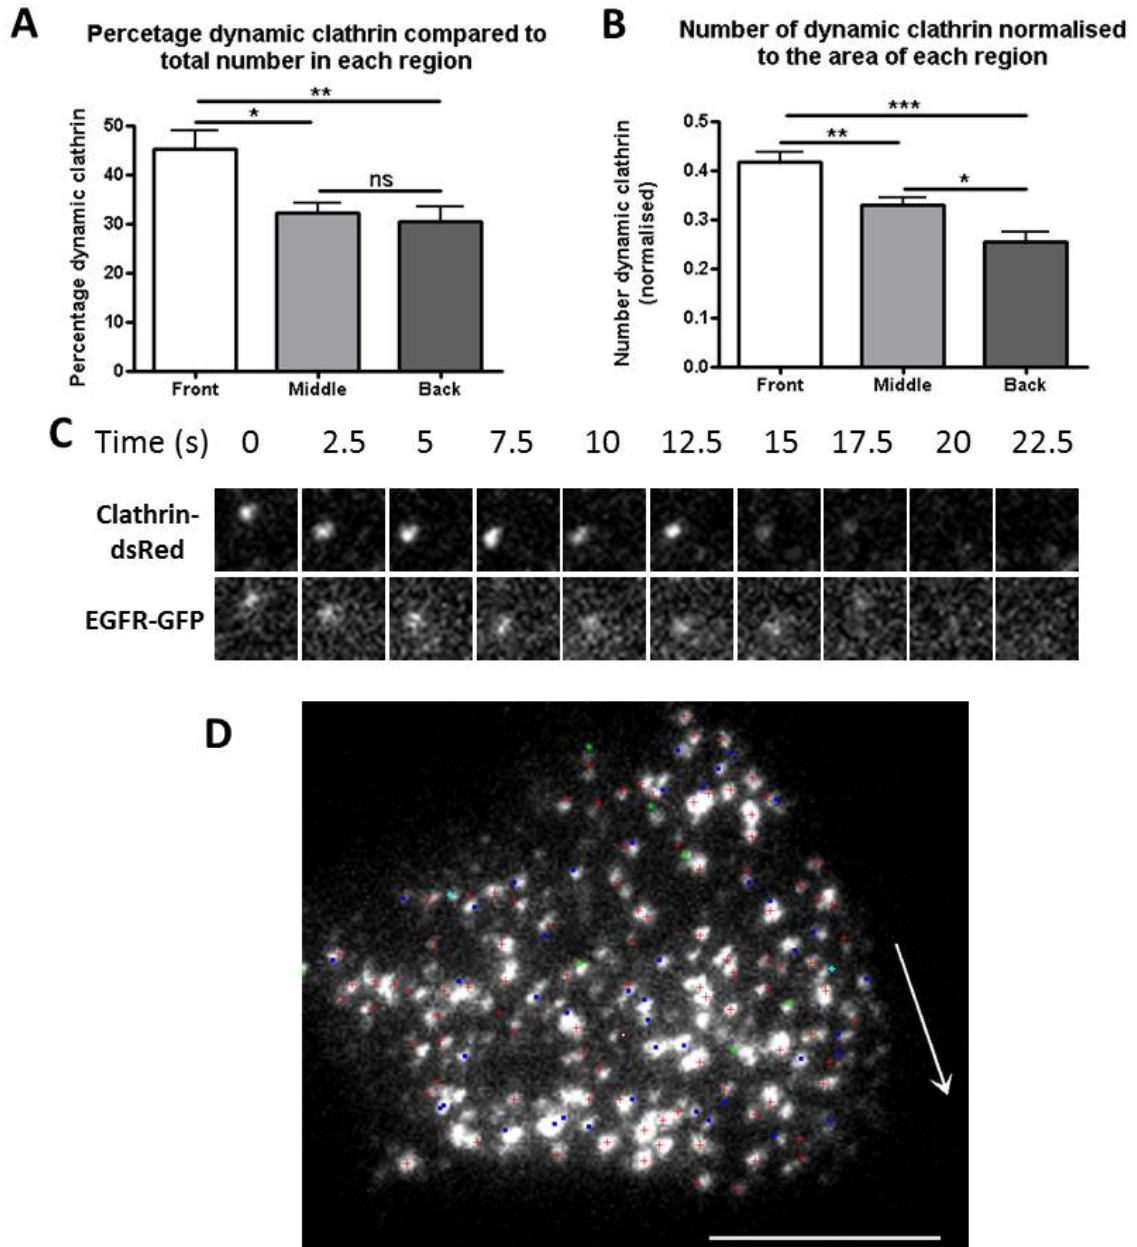 A
Percetage dynamic clathrin compared to
total number in each region
**
*
ns
Percentage dynamic clathrin
50
40
30
20
10
0
Front Middle Back
B
Number of dynamic clathrin normalised
to the area of each region
***
**
*
Number dynamic clathrin
(normalised)
0.5
0.4
0.3
0.2
0.1
0.0
Front Middle Back
C
Time (s) 0 2.5 5 7.5 10 12.5 15 17.5 20 22.5
Clathrin-
dsRed
EGFR-GFP
D